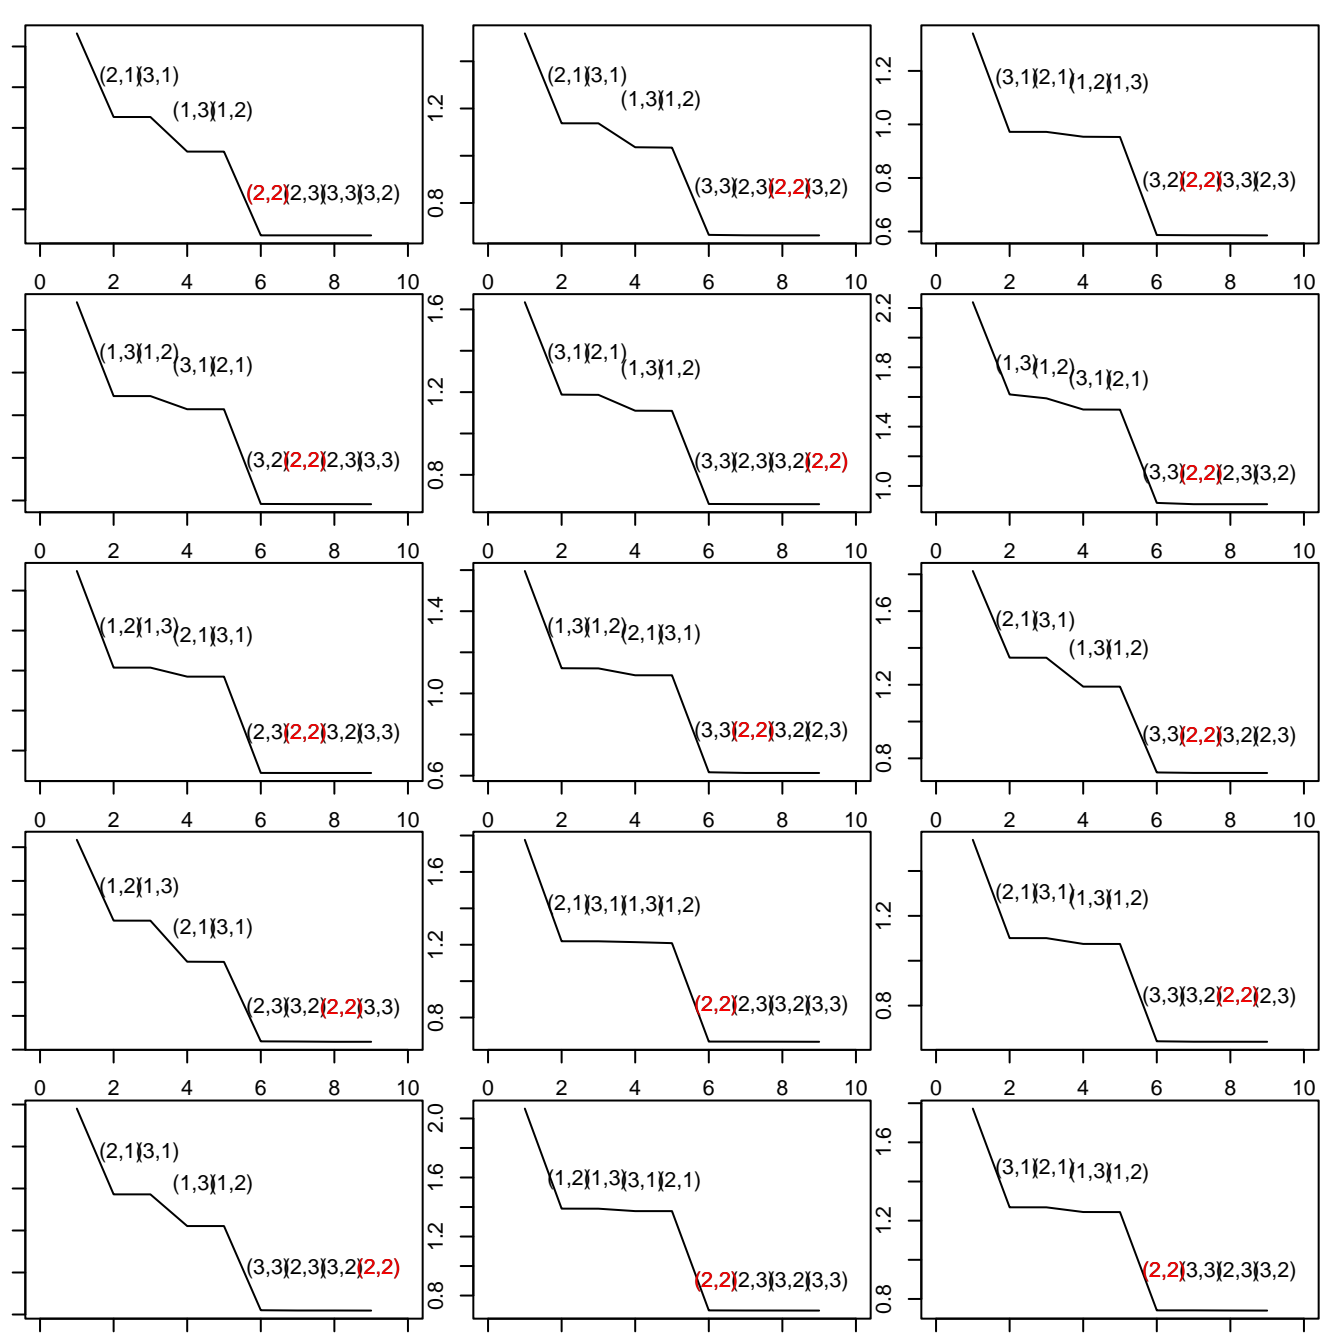 (2,1)(3,1)
(1,3)(1,2)
(2,2)(2,3)(3,3)(3,2)
0 2 4 6 8 10
0.8 1.2
(2,1)(3,1)
(1,3)(1,2)
(3,3)(2,3)(2,2)(3,2)
0 2 4 6 8 10
0.6 0.8 1.0 1.2
(3,1)(2,1)(1,2)(1,3)
(3,2)(2,2)(3,3)(2,3)
0 2 4 6 8 10
(1,3)(1,2)
(3,1)(2,1)
(3,2)(2,2)(2,3)(3,3)
0 2 4 6 8 10
0.8 1.2 1.6
(3,1)(2,1)
(1,3)(1,2)
(3,3)(2,3)(3,2)(2,2)
0 2 4 6 8 10
1.0 1.4 1.8 2.2
(1,3)(1,2)
(3,1)(2,1)
(3,3)(2,2)(2,3)(3,2)
0 2 4 6 8 10
(1,2)(1,3)
(2,1)(3,1)
(2,3)(2,2)(3,2)(3,3)
0 2 4 6 8 10
0.6 1.0 1.4
(1,3)(1,2)
(2,1)(3,1)
(3,3)(2,2)(3,2)(2,3)
0 2 4 6 8 10
0.8 1.2 1.6
(2,1)(3,1)
(1,3)(1,2)
(3,3)(2,2)(3,2)(2,3)
0 2 4 6 8 10
(1,2)(1,3)
(2,1)(3,1)
(2,3)(3,2)(2,2)(3,3)
0 2 4 6 8 10
0.8 1.2 1.6
(2,1)(3,1)(1,3)(1,2)
(2,2)(2,3)(3,2)(3,3)
0 2 4 6 8 10
0.8 1.2
(2,1)(3,1)
(1,3)(1,2)
(3,3)(3,2)(2,2)(2,3)
0 2 4 6 8 10
(2,1)(3,1)
(1,3)(1,2)
(3,3)(2,3)(3,2)(2,2)
0.8 1.2 1.6 2.0
(1,2)(1,3)(3,1)(2,1)
(2,2)(2,3)(3,2)(3,3)
0.8 1.2 1.6
(3,1)(2,1)(1,3)(1,2)
(2,2)(3,3)(2,3)(3,2)